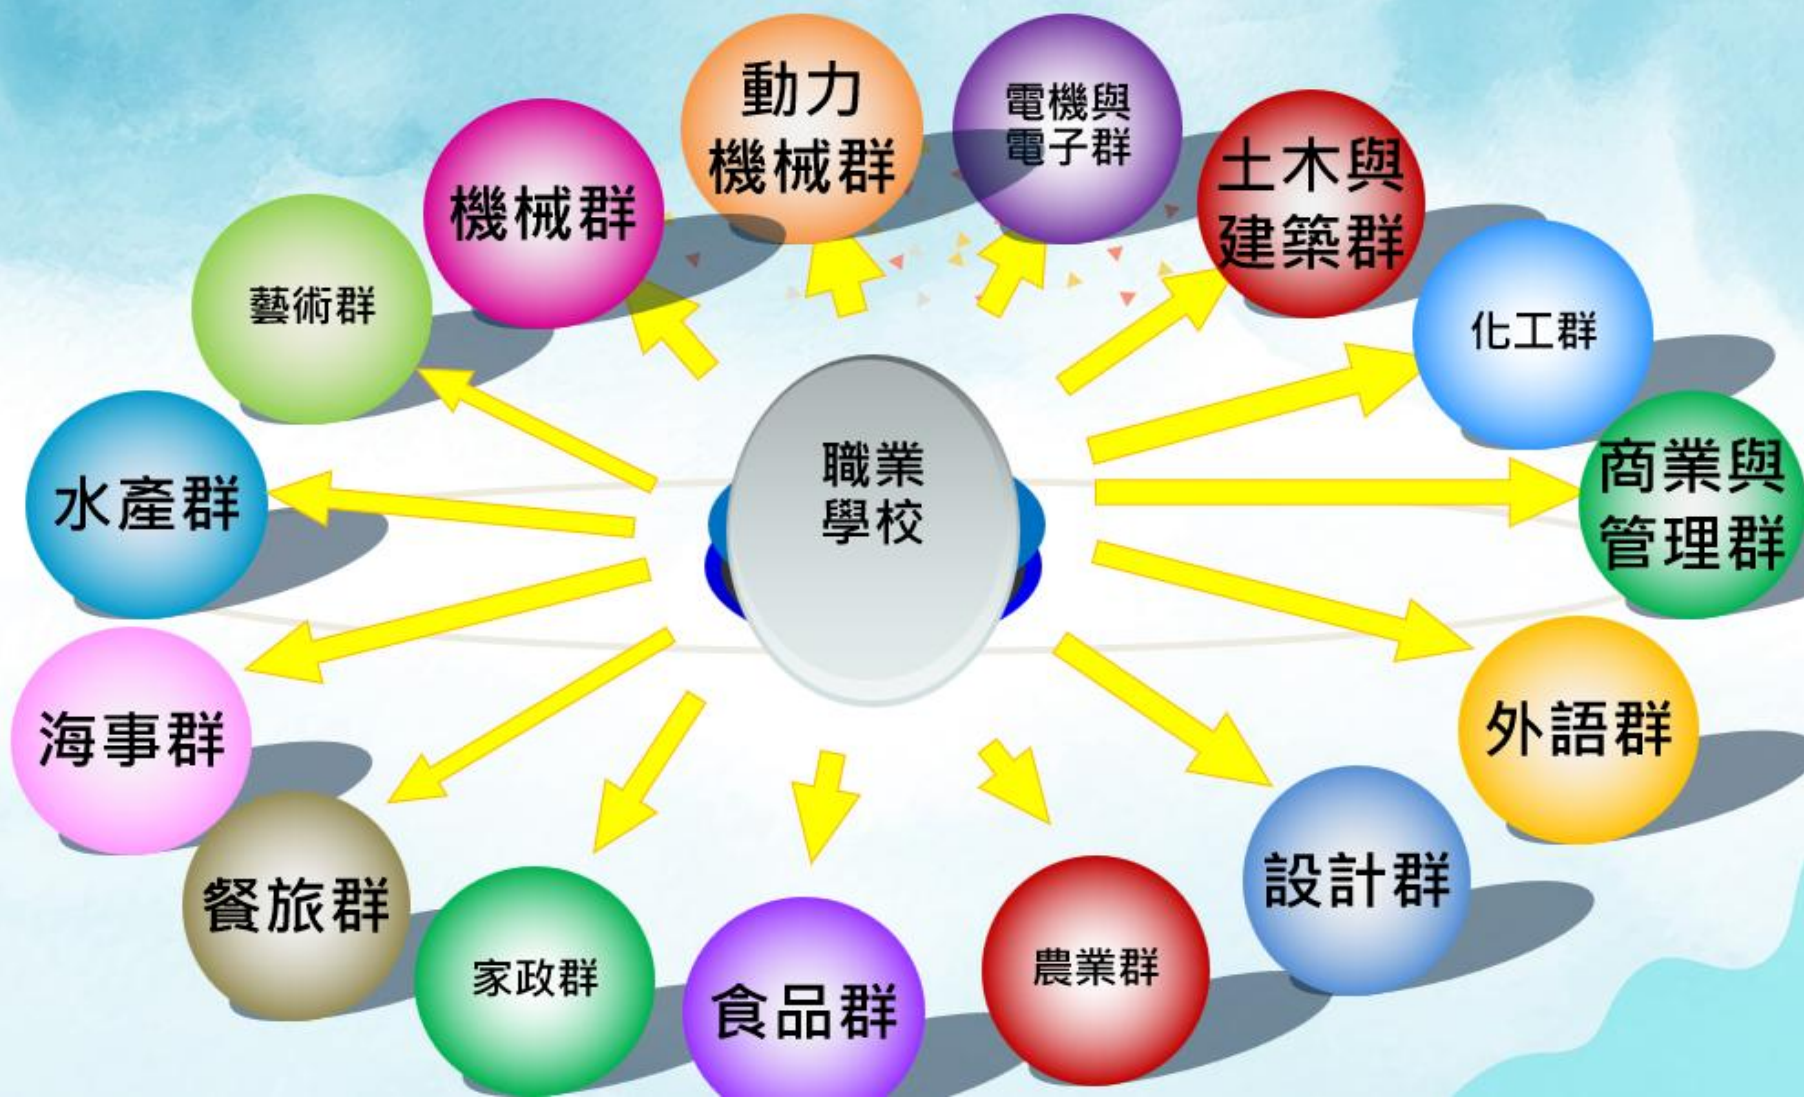 動力
機械群
電機與
電子群
機械群
土木與
建築群
藝術群
化工群
水產群
職業
學校
商業與
管理群
海事群
外語群
餐旅群
設計群
家政群
食品群
農業群